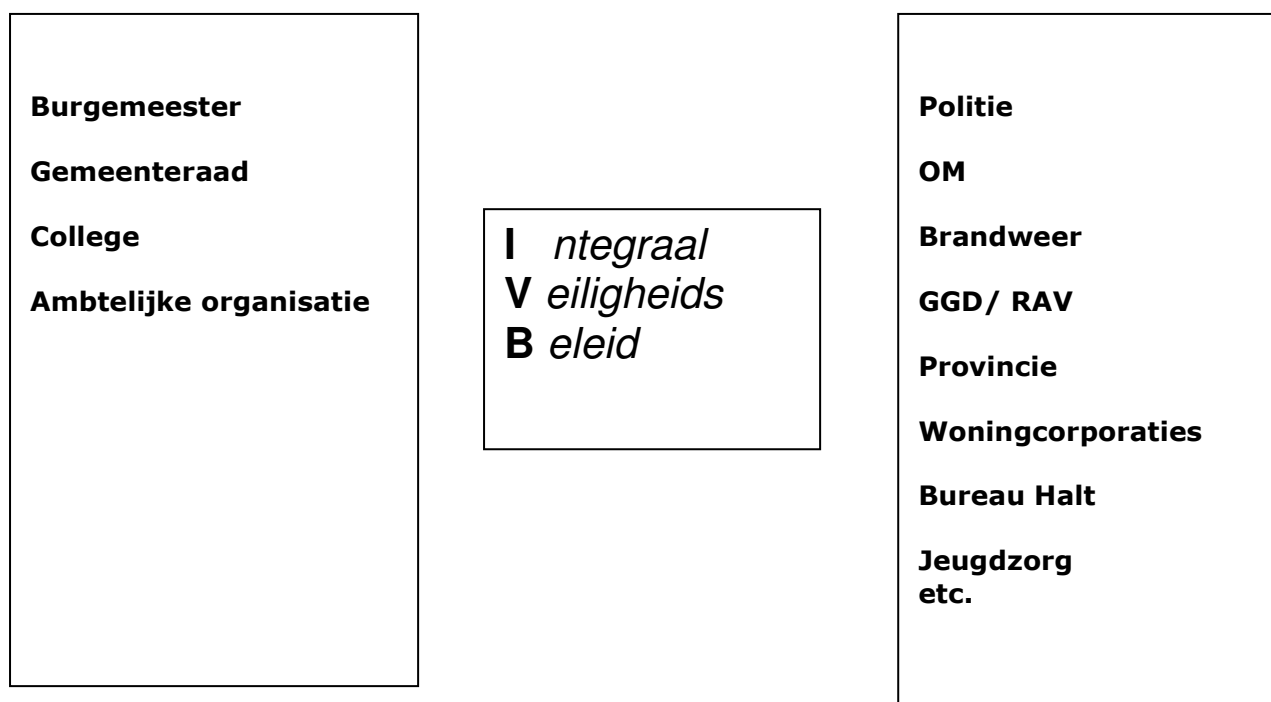 Burgemeester
Gemeenteraad
College
Ambtelijke organisatie
I ntegraal
V eiligheids
B eleid
Politie
OM
Brandweer
GGD/ RAV
Provincie
Woningcorporaties
Bureau Halt
Jeugdzorg
etc.